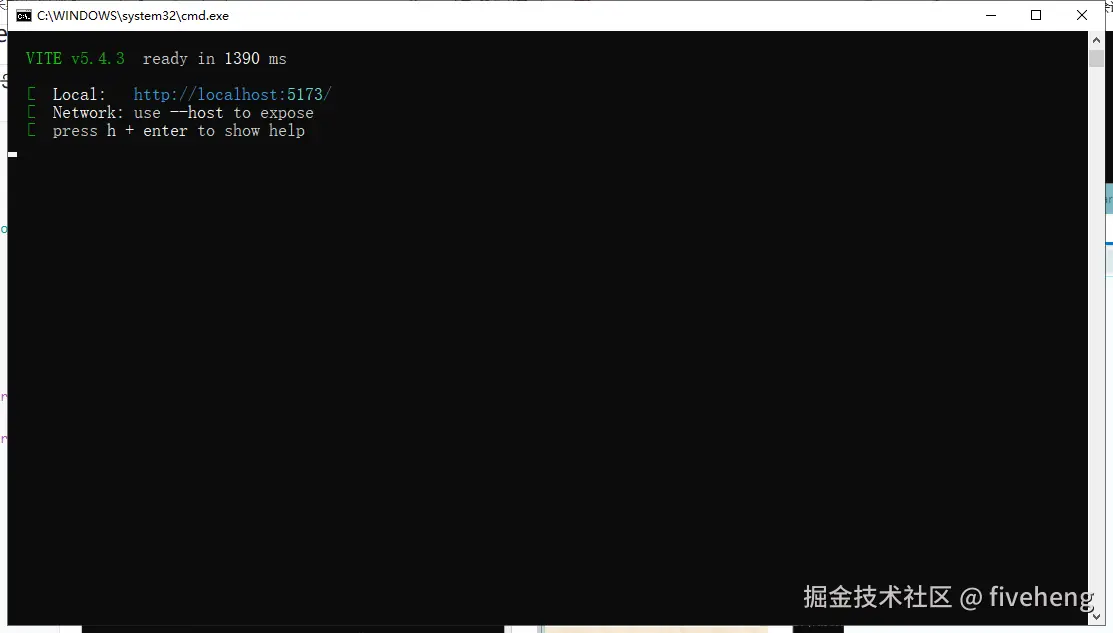 C:\WINDOWS\system32\cmd.exe
VITE v5.4.3 ready in 1390 ms
[ Local: http://localhost:5173/
[ Network: use --host to expose
[ press h + enter to show help
掘金技术社区 @ fiveheng